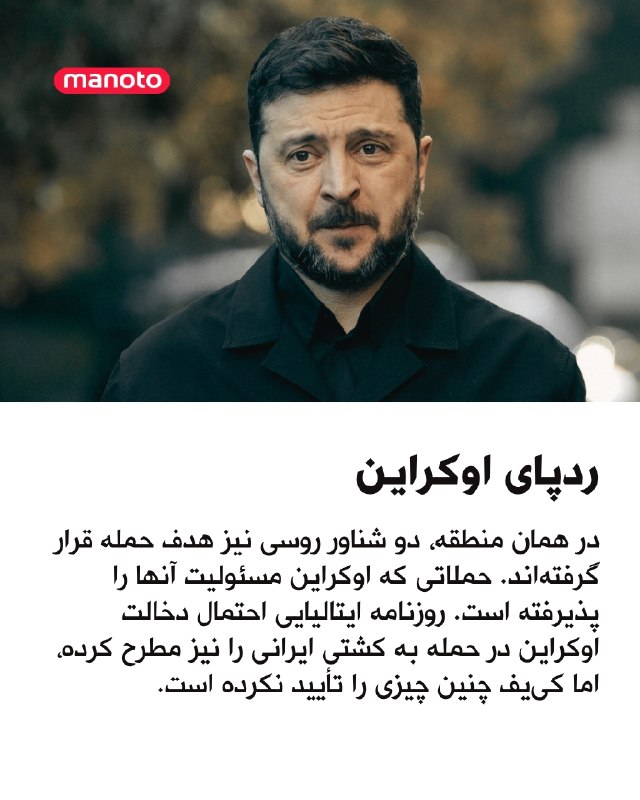 manoto
ردپای اوکراین
در همان منطقه، دو شناور روسی نیز هدف حمله قرار
گرفته‌اند. حملاتی که اوکراین مسئولیت آنها را
پذیرفته است. روزنامه ایتالیایی احتمال دخالت
اوکراین در حمله به کشتی ایرانی را نیز مطرح کرده،
اما کی‌یف چنین چیزی را تأیید نکرده است.